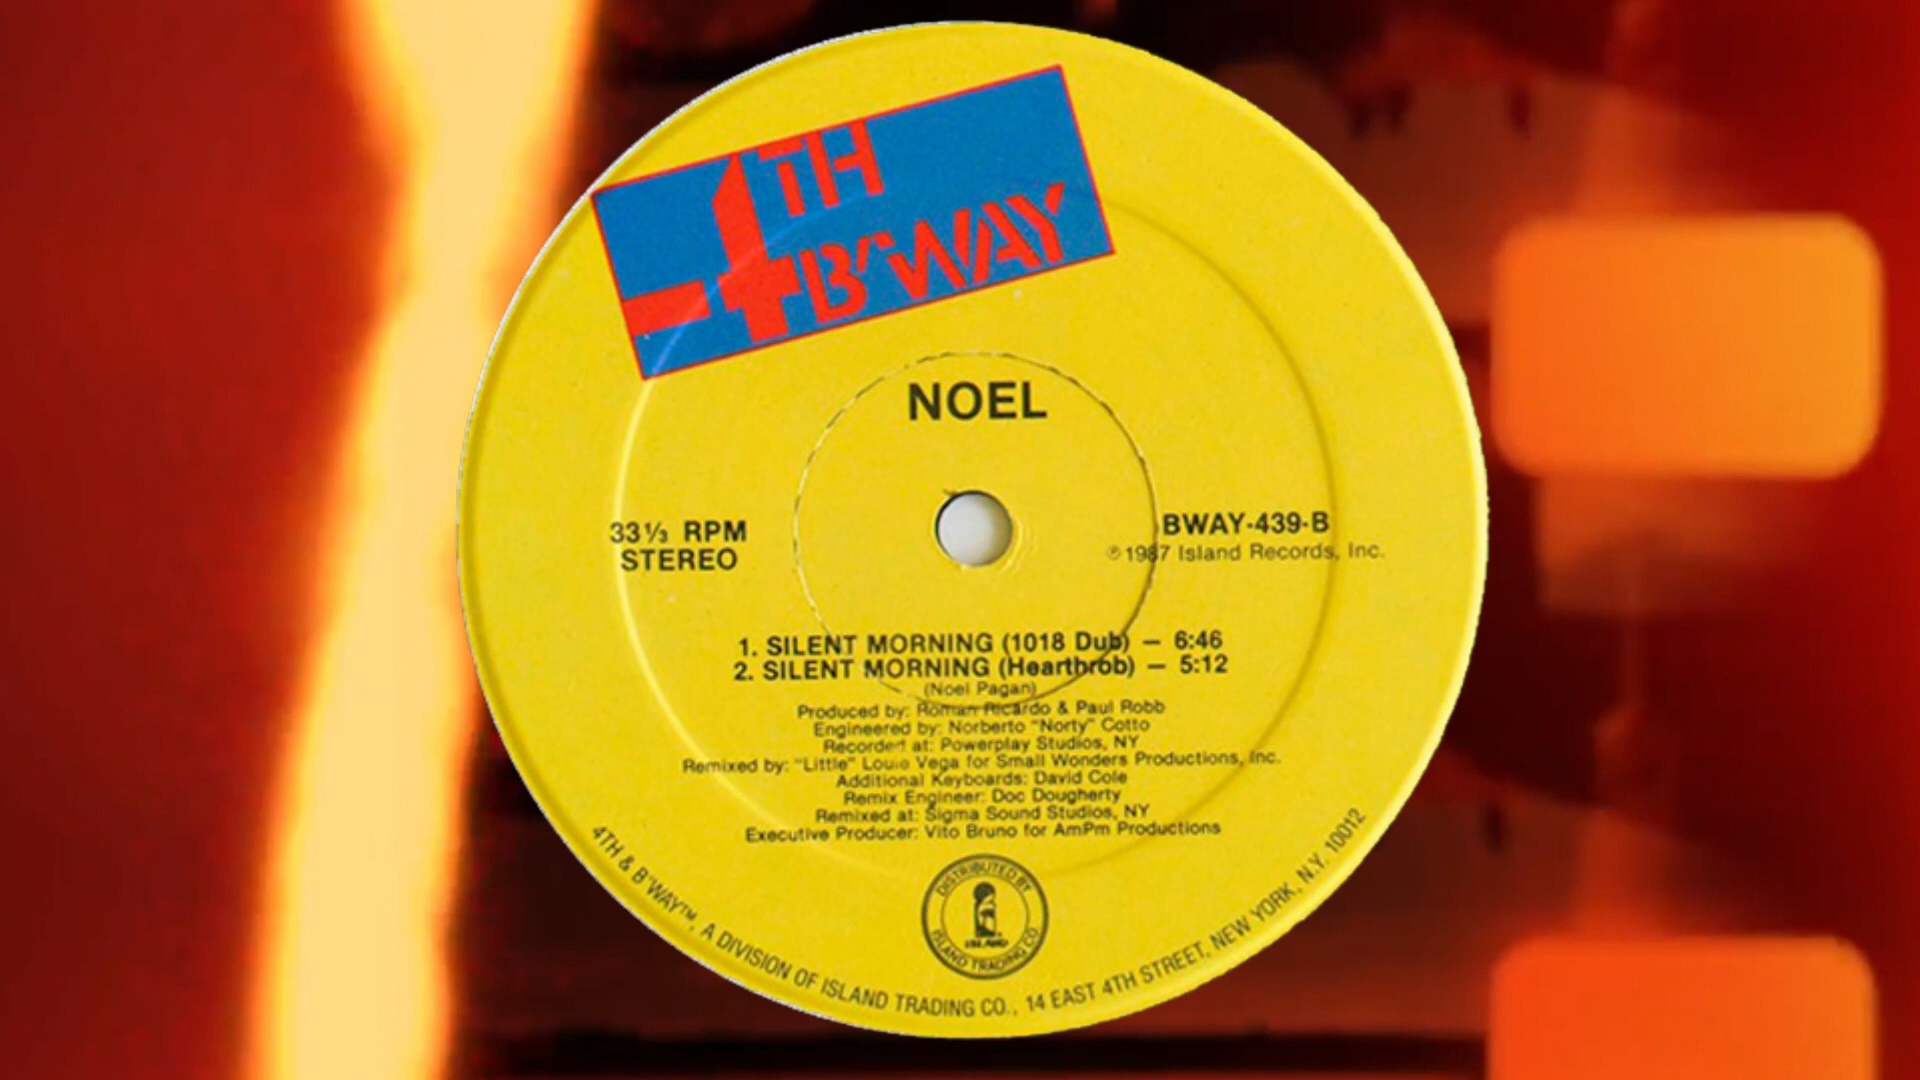 4TH
B'WAY
NOEL
33⅓ RPM
STEREO
BWAY-439-B
℗1987 Island Records, Inc.
1. SILENT MORNING (1018 Dub) — 6:46
2. SILENT MORNING (Heartthrob) — 5:12
(Noel Pagan)
Produced by: Roman Ricardo & Paul Robb
Engineered by: Norberto "Norty" Cotto
Recorded at: Powerplay Studios, NY
Remixed by: "Little" Louie Vega for Small Wonders Productions, Inc.
Additional Keyboards: David Cole
Remix Engineer: Doc Dougherty
Remixed at: Sigma Sound Studios, NY
Executive Producer: Vito Bruno for AmPm Productions
DISTRIBUTED BY
ISLAND
ISLAND TRADING CO
4TH & B'WAY™, A DIVISION OF ISLAND TRADING CO., 14 EAST 4TH STREET, NEW YORK, N.Y. 10012